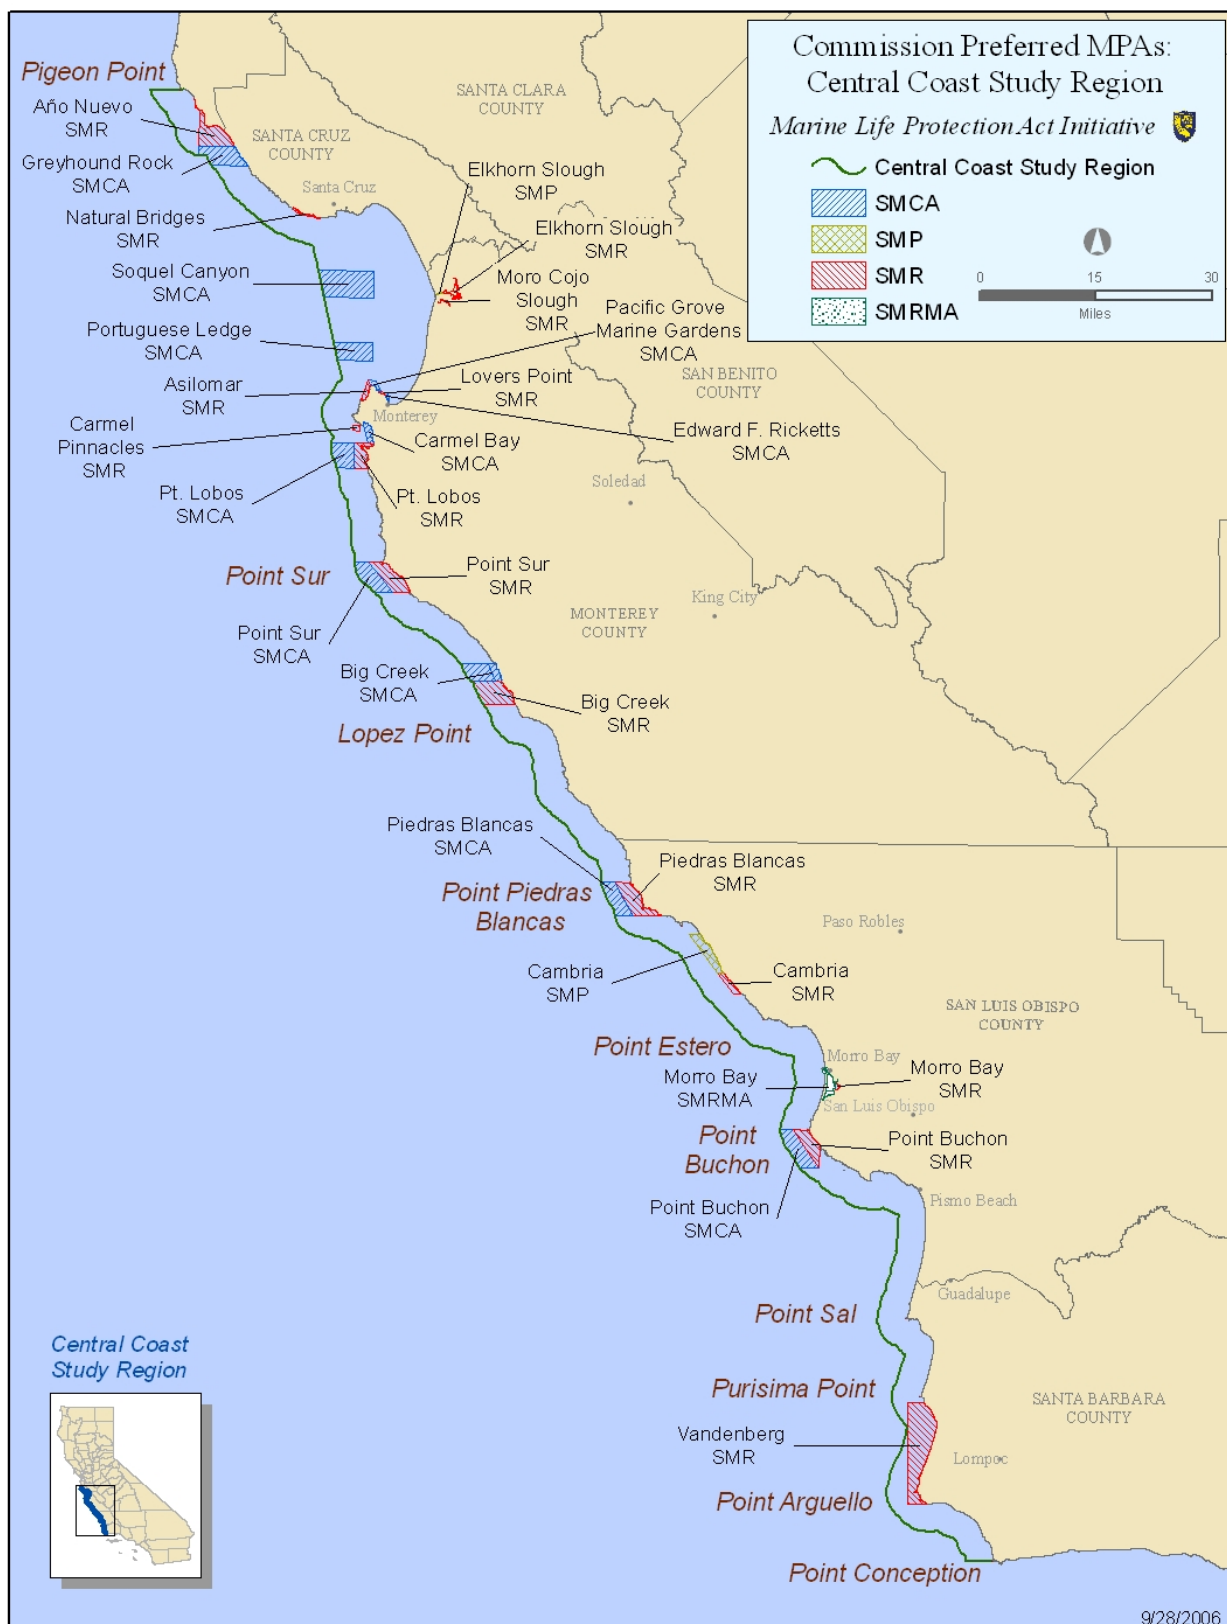 Commission Preferred MPAs:
Central Coast Study Region
Marine Life Protection Act Initiative
Central Coast Study Region
SMCA
SMP
SMR
SMRMA
0
15
30
Miles
Pigeon Point
Año Nuevo
SMR
Greyhound Rock
SMCA
Natural Bridges
SMR
Soquel Canyon
SMCA
Portuguese Ledge
SMCA
Asilomar
SMR
Carmel
Pinnacles
SMR
Pt. Lobos
SMCA
SANTA CLARA
COUNTY
SANTA CRUZ
COUNTY
Santa Cruz
Elkhorn Slough
SMP
Elkhorn Slough
SMR
Moro Cojo
Slough
SMR
Pacific Grove
Marine Gardens
SMCA
Lovers Point
SMR
SAN BENITO
COUNTY
Monterey
Edward F. Ricketts
SMCA
Carmel Bay
SMCA
Pt. Lobos
SMR
Soledad
Point Sur
Point Sur
SMR
Point Sur
SMCA
King City
MONTEREY
COUNTY
Big Creek
SMCA
Big Creek
SMR
Lopez Point
Piedras Blancas
SMCA
Piedras Blancas
SMR
Point Piedras
Blancas
Paso Robles
Cambria
SMP
Cambria
SMR
SAN LUIS OBISPO
COUNTY
Point Estero
Morro Bay
Morro Bay
SMRMA
Morro Bay
SMR
San Luis Obispo
Point
Buchon
Point Buchon
SMR
Point Buchon
SMCA
Pismo Beach
Guadalupe
Point Sal
Purisima Point
SANTA BARBARA
COUNTY
Vandenberg
SMR
Lompoc
Point Arguello
Point Conception
Central Coast
Study Region
9/28/2006